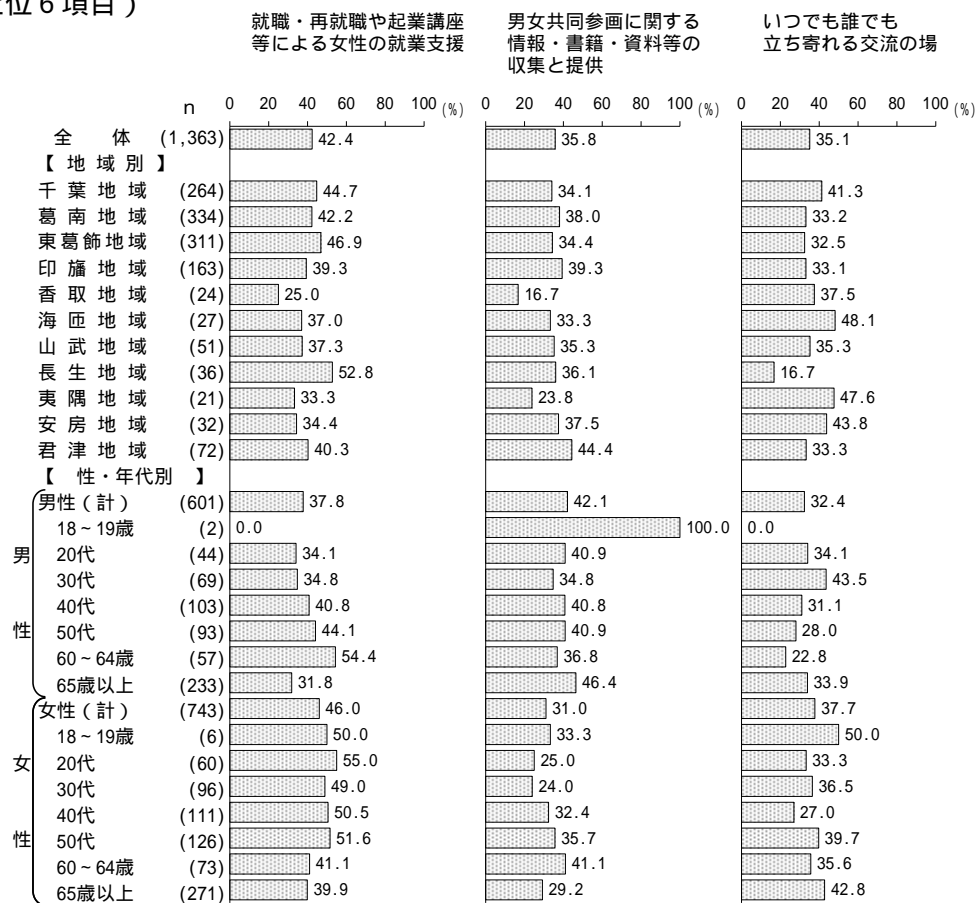 位６項目）
就職・再就職や起業講座
等による女性の就業支援
男女共同参画に関する
情報・書籍・資料等の
収集と提供
いつでも誰でも
立ち寄れる交流の場
n 0 20 40 60 80 100 (%) 0 20 40 60 80 100 (%) 0 20 40 60 80 100 (%)
全 体 (1,363) 42.4 35.8 35.1
【 地 域 別 】
千 葉 地 域 (264) 44.7 34.1 41.3
葛 南 地 域 (334) 42.2 38.0 33.2
東葛飾地域 (311) 46.9 34.4 32.5
印 旛 地 域 (163) 39.3 39.3 33.1
香 取 地 域 (24) 25.0 16.7 37.5
海 匝 地 域 (27) 37.0 33.3 48.1
山 武 地 域 (51) 37.3 35.3 35.3
長 生 地 域 (36) 52.8 36.1 16.7
夷 隅 地 域 (21) 33.3 23.8 47.6
安 房 地 域 (32) 34.4 37.5 43.8
君 津 地 域 (72) 40.3 44.4 33.3
【 性・年代別 】
男性（計） (601) 37.8 42.1 32.4
18～19歳 (2) 0.0 100.0 0.0
男 20代 (44) 34.1 40.9 34.1
30代 (69) 34.8 34.8 43.5
40代 (103) 40.8 40.8 31.1
性 50代 (93) 44.1 40.9 28.0
60～64歳 (57) 54.4 36.8 22.8
65歳以上 (233) 31.8 46.4 33.9
女性（計） (743) 46.0 31.0 37.7
18～19歳 (6) 50.0 33.3 50.0
女 20代 (60) 55.0 25.0 33.3
30代 (96) 49.0 24.0 36.5
40代 (111) 50.5 32.4 27.0
性 50代 (126) 51.6 35.7 39.7
60～64歳 (73) 41.1 41.1 35.6
65歳以上 (271) 39.9 29.2 42.8